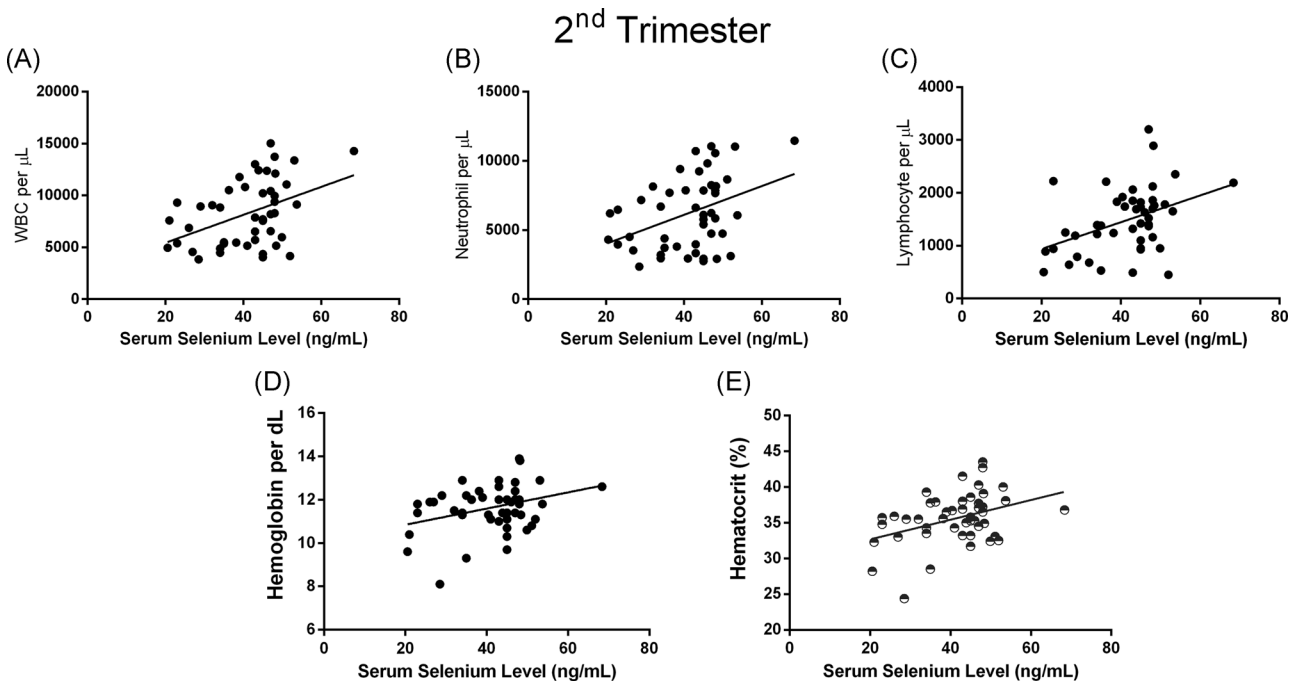 2nd Trimester
(A)
(B)
(C)
WBC per μL
20000
15000
10000
5000
0
0 20 40 60 80
Serum Selenium Level (ng/mL)
Neutrophil per μL
15000
10000
5000
0
0 20 40 60 80
Serum Selenium Level (ng/mL)
Lymphocyte per μL
4000
3000
2000
1000
0
0 20 40 60 80
Serum Selenium Level (ng/mL)
(D)
(E)
Hemoglobin per dL
16
14
12
10
8
6
0 20 40 60 80
Serum Selenium Level (ng/mL)
Hematocrit (%)
50
45
40
35
30
25
20
0 20 40 60 80
Serum Selenium Level (ng/mL)